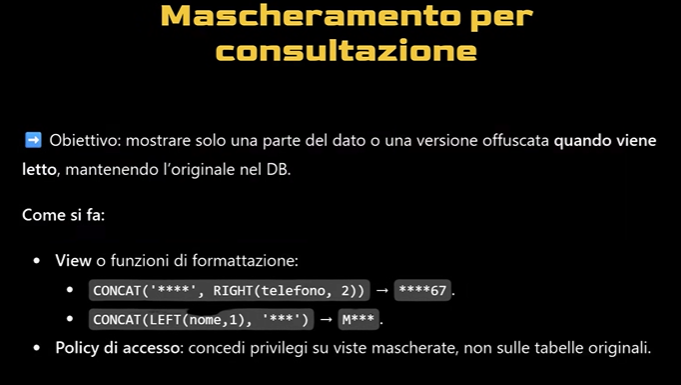 Mascheramento per
consultazione
➡️ Obiettivo: mostrare solo una parte del dato o una versione offuscata quando viene
letto, mantenendo l'originale nel DB.
Come si fa:
• View o funzioni di formattazione:
• CONCAT('****', RIGHT(telefono, 2)) → ****67.
• CONCAT(LEFT(nome,1), '***') → M***.
• Policy di accesso: concedi privilegi su viste mascherate, non sulle tabelle originali.